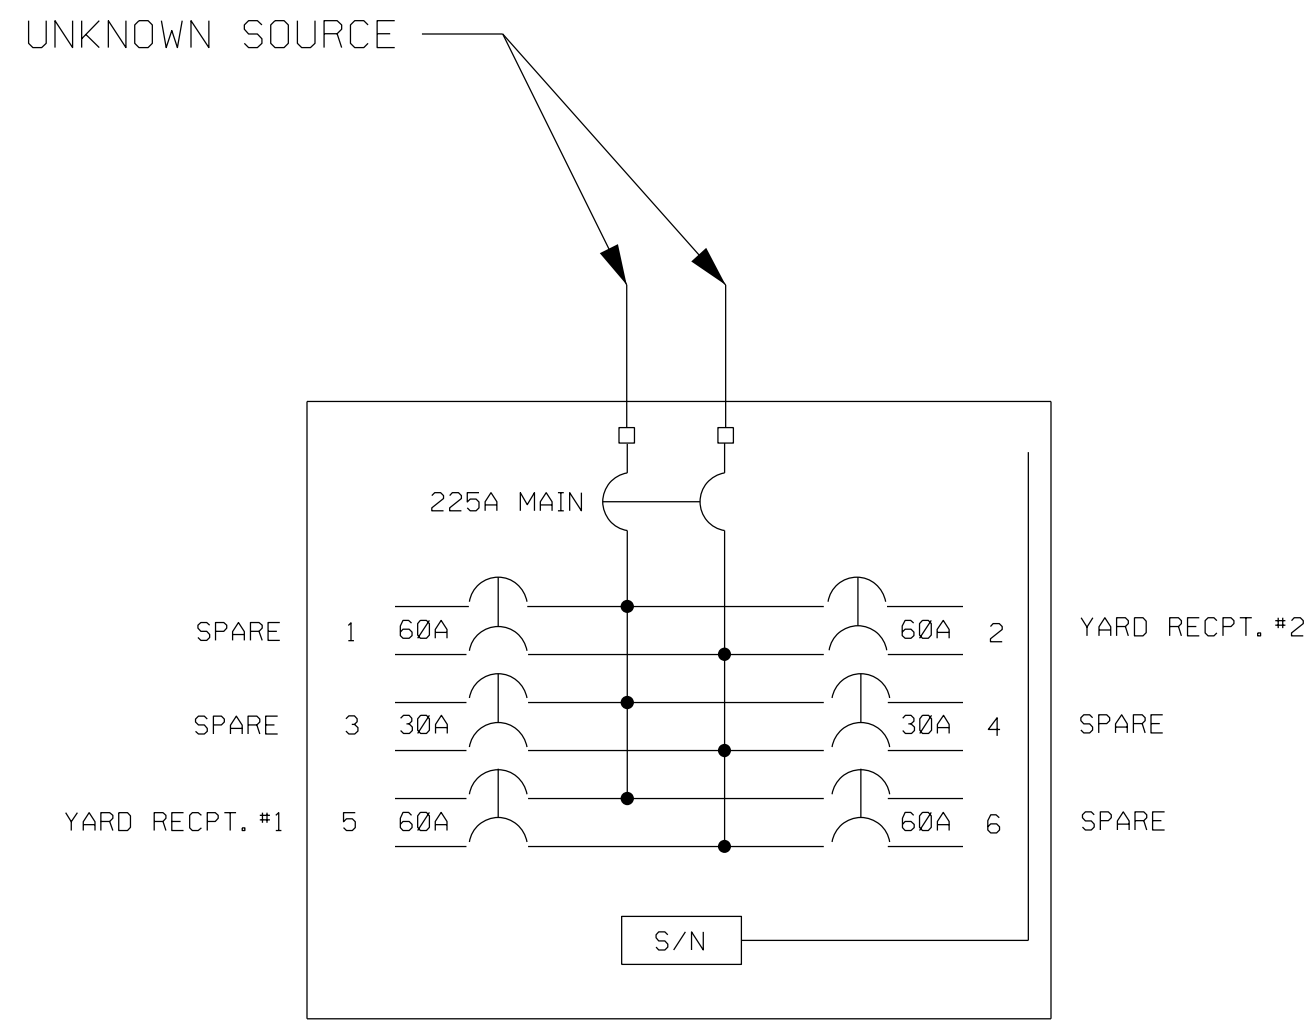 UNKNOWN SOURCE
225A MAIN
SPARE 1 60A 60A 2 YARD RECPT. #2
SPARE 3 30A 30A 4 SPARE
YARD RECPT. #1 5 60A 60A 6 SPARE
S/N